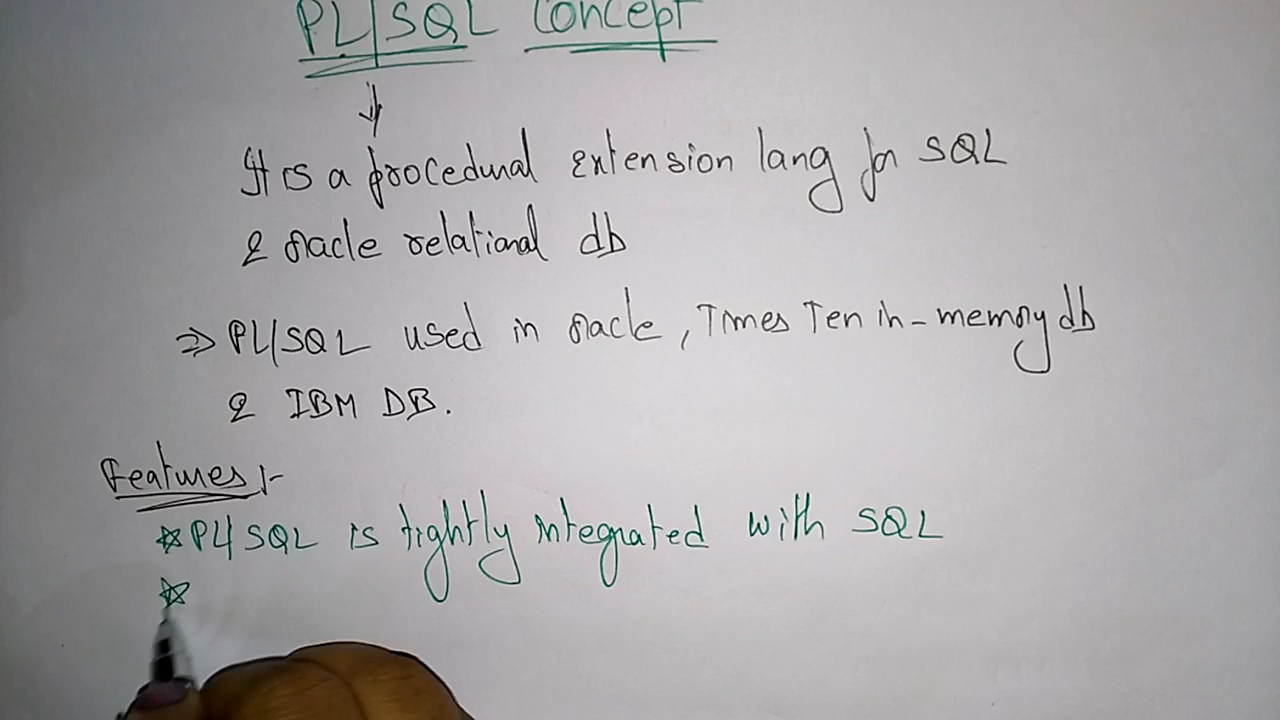 PL/SQL Concept
It is a procedural extension lang for SQL
& oracle relational db
⇒ PL/SQL used in oracle, Times Ten in-memory db
& IBM DB.
Features :-
☆ PL/SQL is tightly integrated with SQL
☆